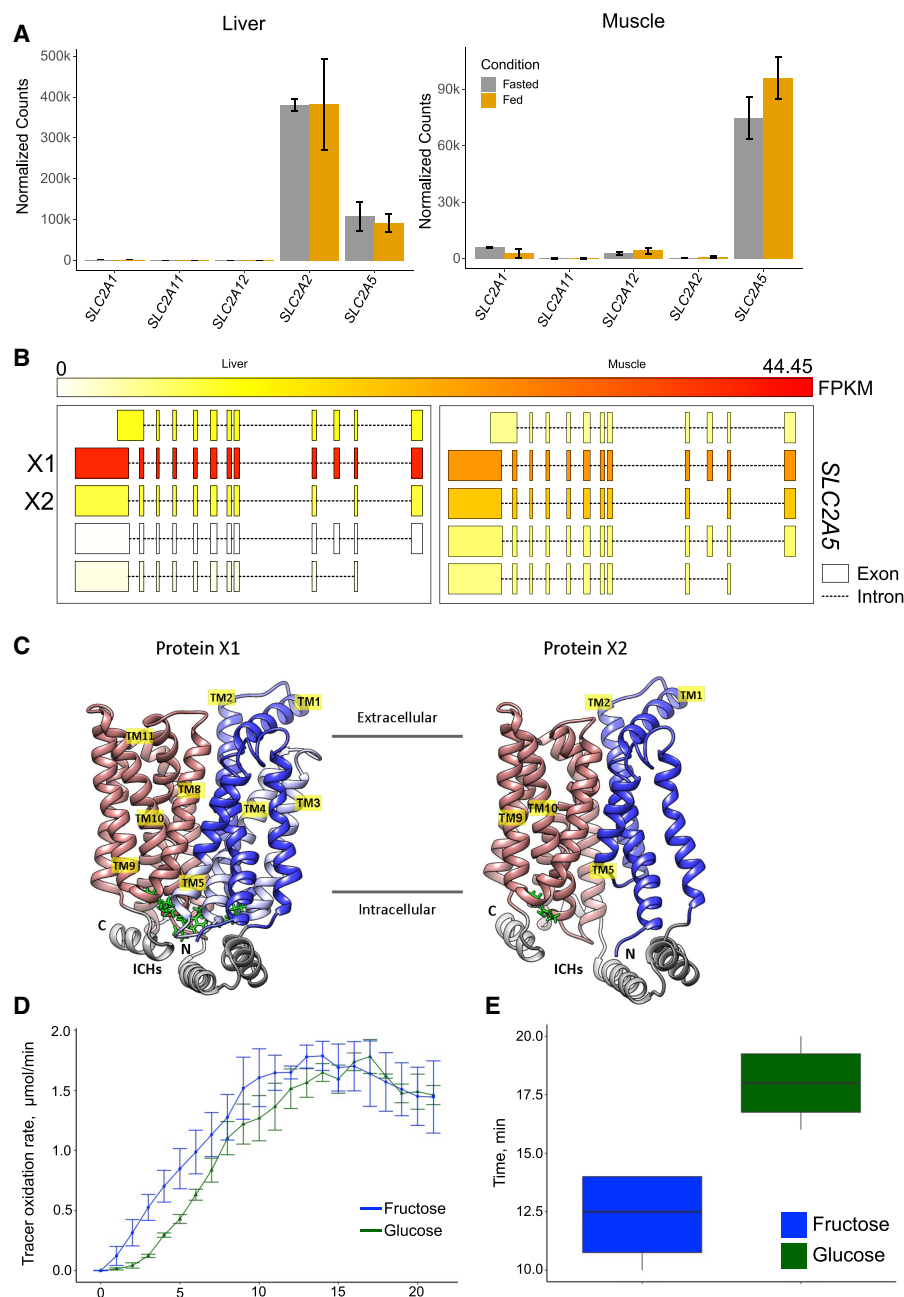 A
Liver
Muscle
Normalized Counts
500k
400k
300k
200k
100k
0
SLC2A1
SLC2A11
SLC2A12
SLC2A2
SLC2A5
Normalized Counts
90k
60k
30k
0
Condition
Fasted
Fed
SLC2A1
SLC2A11
SLC2A12
SLC2A2
SLC2A5
B
0
Liver
Muscle
44.45
FPKM
X1
X2
SLC2A5
Exon
Intron
C
Protein X1
Protein X2
TM2
TM1
TM11
TM8
TM4
TM3
TM10
TM9
TM5
C
N
ICHs
Extracellular
Intracellular
TM2
TM1
TM10
TM9
TM5
C
N
ICHs
D
Tracer oxidation rate, μmol/min
2.0
1.5
1.0
0.5
0.0
0
5
10
15
20
Fructose
Glucose
E
Time, min
20.0
17.5
15.0
12.5
10.0
Fructose
Glucose